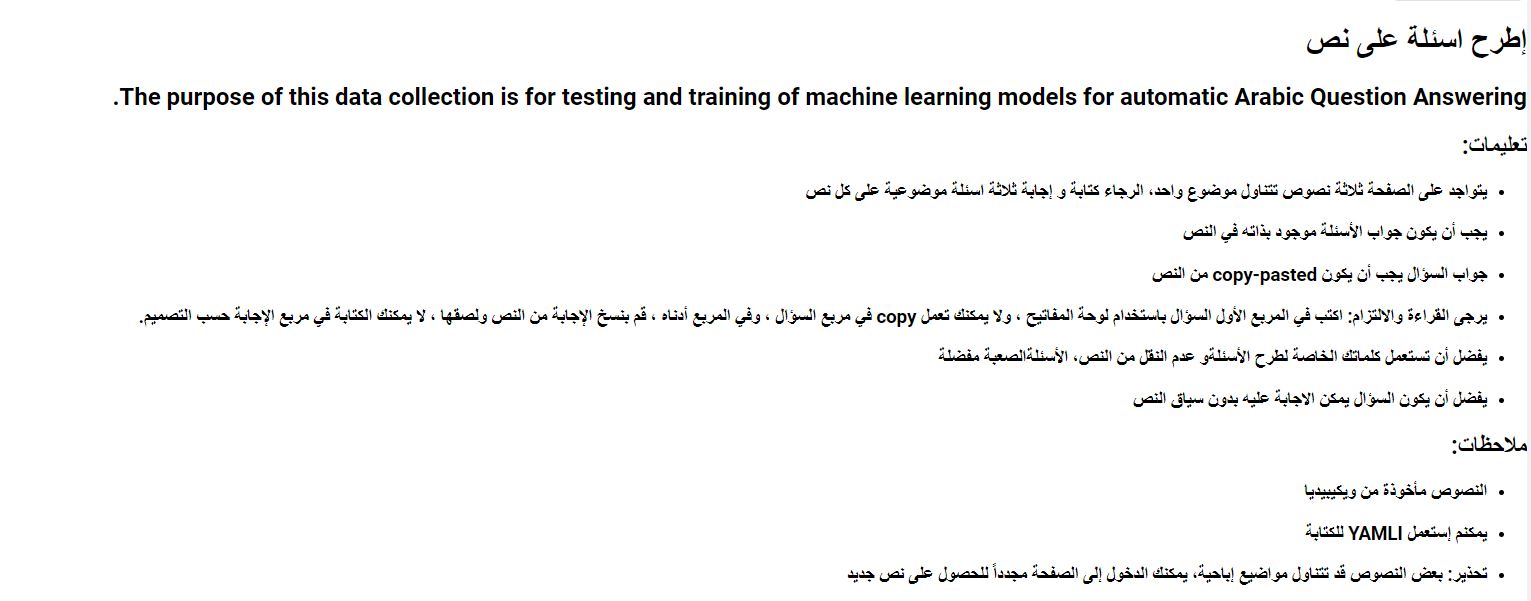 إطرح اسئلة على نص
The purpose of this data collection is for testing and training of machine learning models for automatic Arabic Question Answering.
تعليمات:
• يتواجد على الصفحة ثلاثة نصوص تتناول موضوع واحد، الرجاء كتابة و إجابة ثلاثة اسئلة موضوعية على كل نص
• يجب أن يكون جواب الأسئلة موجود بذاته في النص
• جواب السؤال يجب أن يكون copy-pasted من النص
• يرجى القراءة والالتزام: اكتب في المربع الأول السؤال باستخدام لوحة المفاتيح ، ولا يمكنك تعمل copy في مربع السؤال ، وفي المربع أدناه ، قم بنسخ الإجابة من النص ولصقها ، لا يمكنك الكتابة في مربع الإجابة حسب التصميم.
• يفضل أن تستعمل كلماتك الخاصة لطرح الأسئلةو عدم النقل من النص، الأسئلةالصعبة مفضلة
• يفضل أن يكون السؤال يمكن الاجابة عليه بدون سياق النص
ملاحظات:
• النصوص مأخوذة من ويكيبيديا
• يمكنم إستعمل YAMLI للكتابة
• تحذير: بعض النصوص قد تتناول مواضيع إباحية، يمكنك الدخول إلى الصفحة مجدداً للحصول على نص جديد